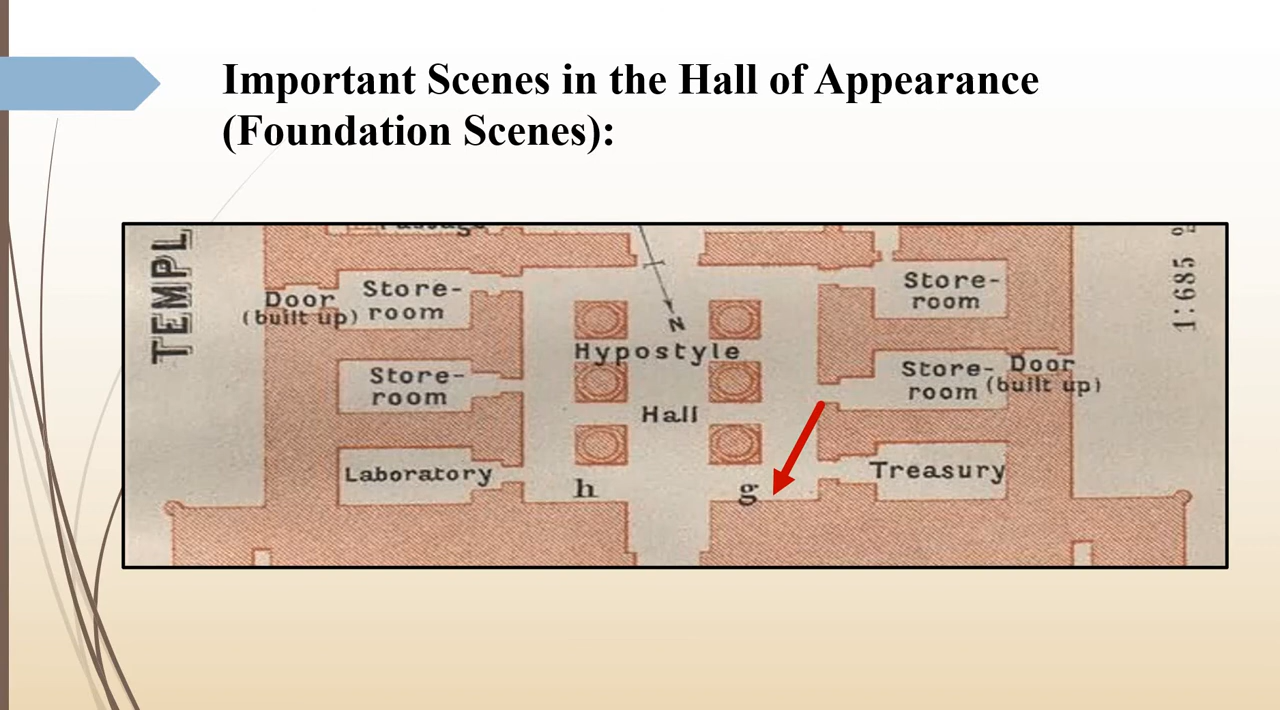 Important Scenes in the Hall of Appearance
(Foundation Scenes):
TEMPL
Passage
Door
(built up)
Store-
room
Store-
room
Laboratory
N
Hypostyle
Hall
h
g
Store-
room
Store-
room
Door
(built up)
Treasury
1:685